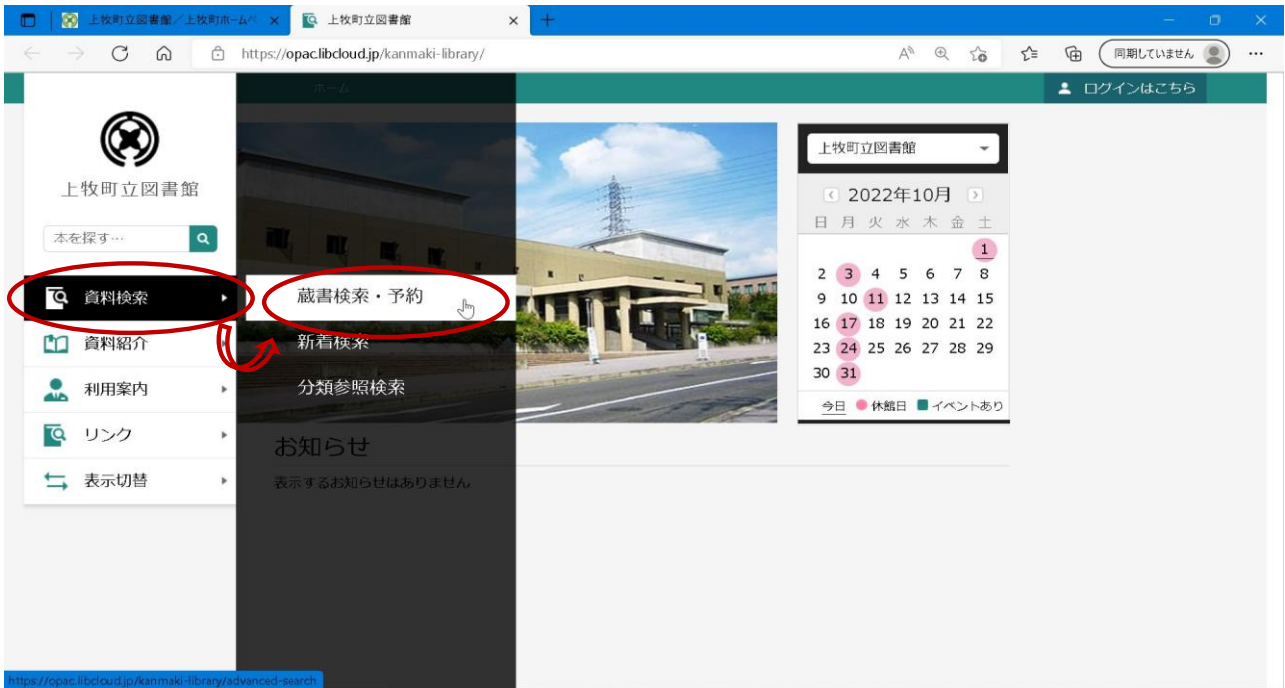 上牧町立図書館／上牧町ホームペ
上牧町立図書館
https://opac.libcloud.jp/kanmaki-library/
同期していません
ホーム
ログインはこちら
上牧町立図書館
本を探す…
資料検索
資料紹介
利用案内
リンク
表示切替
蔵書検索・予約
新着検索
分類参照検索
上牧町立図書館
2022年10月
日 月 火 水 木 金 土
1
2 3 4 5 6 7 8
9 10 11 12 13 14 15
16 17 18 19 20 21 22
23 24 25 26 27 28 29
30 31
今日 休館日 イベントあり
お知らせ
表示するお知らせはありません
https://opac.libcloud.jp/kanmaki-library/advanced-search